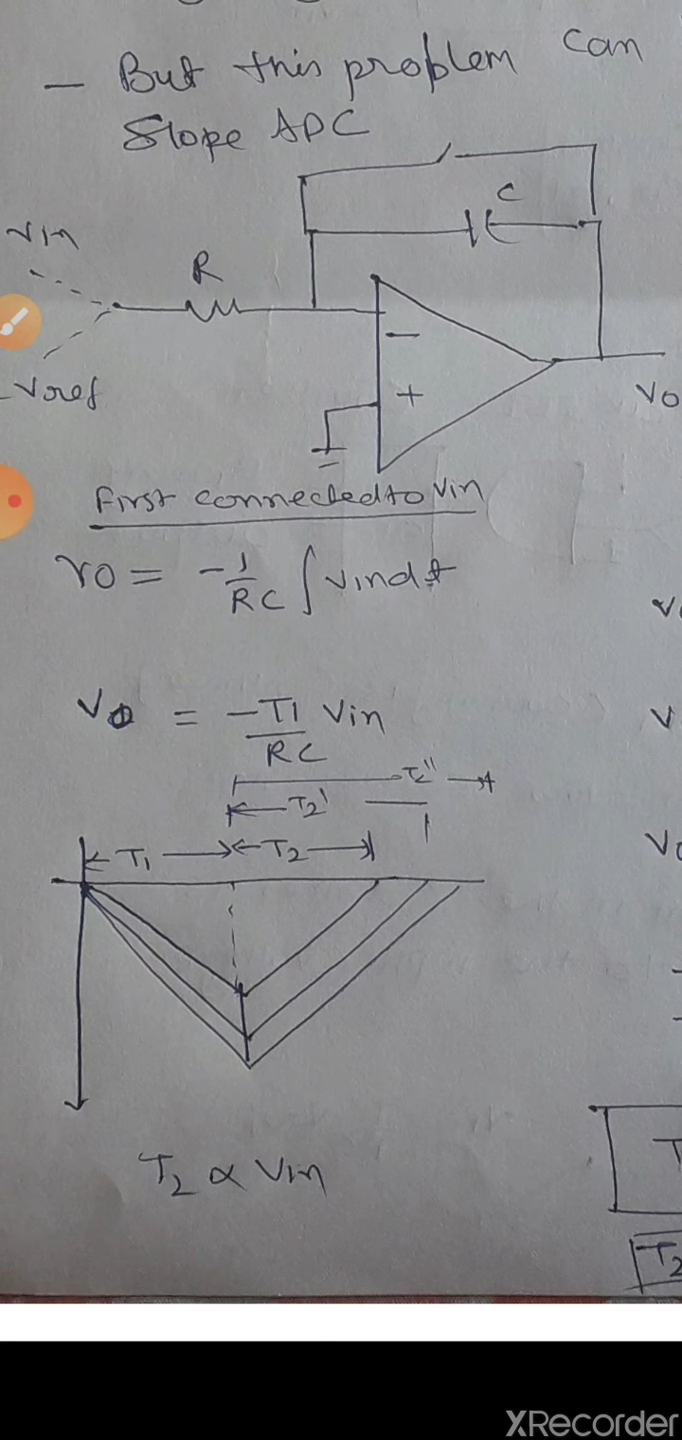 - But this problem can
Slope ADC
C
Vin
R
-Vref
−
+
VO
First connected to Vin
VO = -1/RC ∫ Vin dt
V
V
VO = -T1/RC Vin
V
T2'
T1
T2
T2 ∝ Vin
T
T2
XRecorder